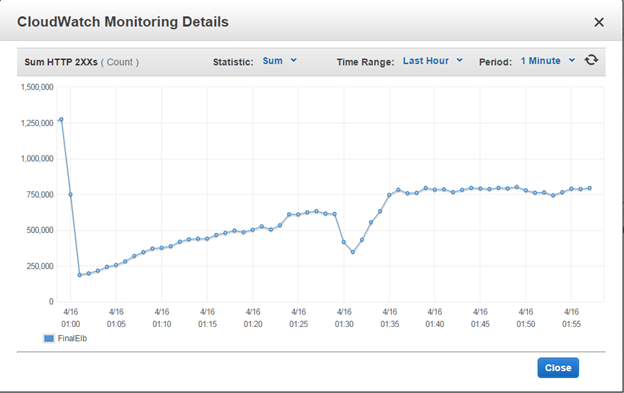 CloudWatch Monitoring Details
Sum HTTP 2XXs ( Count ) Statistic: Sum Time Range: Last Hour Period: 1 Minute
1,500,000
1,250,000
1,000,000
750,000
500,000
250,000
0
4/16 4/16 4/16 4/16 4/16 4/16 4/16 4/16 4/16 4/16 4/16 4/16
01:00 01:05 01:10 01:15 01:20 01:25 01:30 01:35 01:40 01:45 01:50 01:55
FinalElb
Close